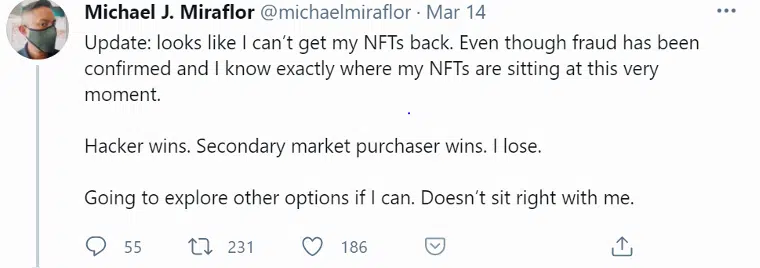 Michael J. Miraflor @michaelmiraflor · Mar 14
Update: looks like I can’t get my NFTs back. Even though fraud has been
confirmed and I know exactly where my NFTs are sitting at this very
moment.
Hacker wins. Secondary market purchaser wins. I lose.
Going to explore other options if I can. Doesn’t sit right with me.
55 231 186